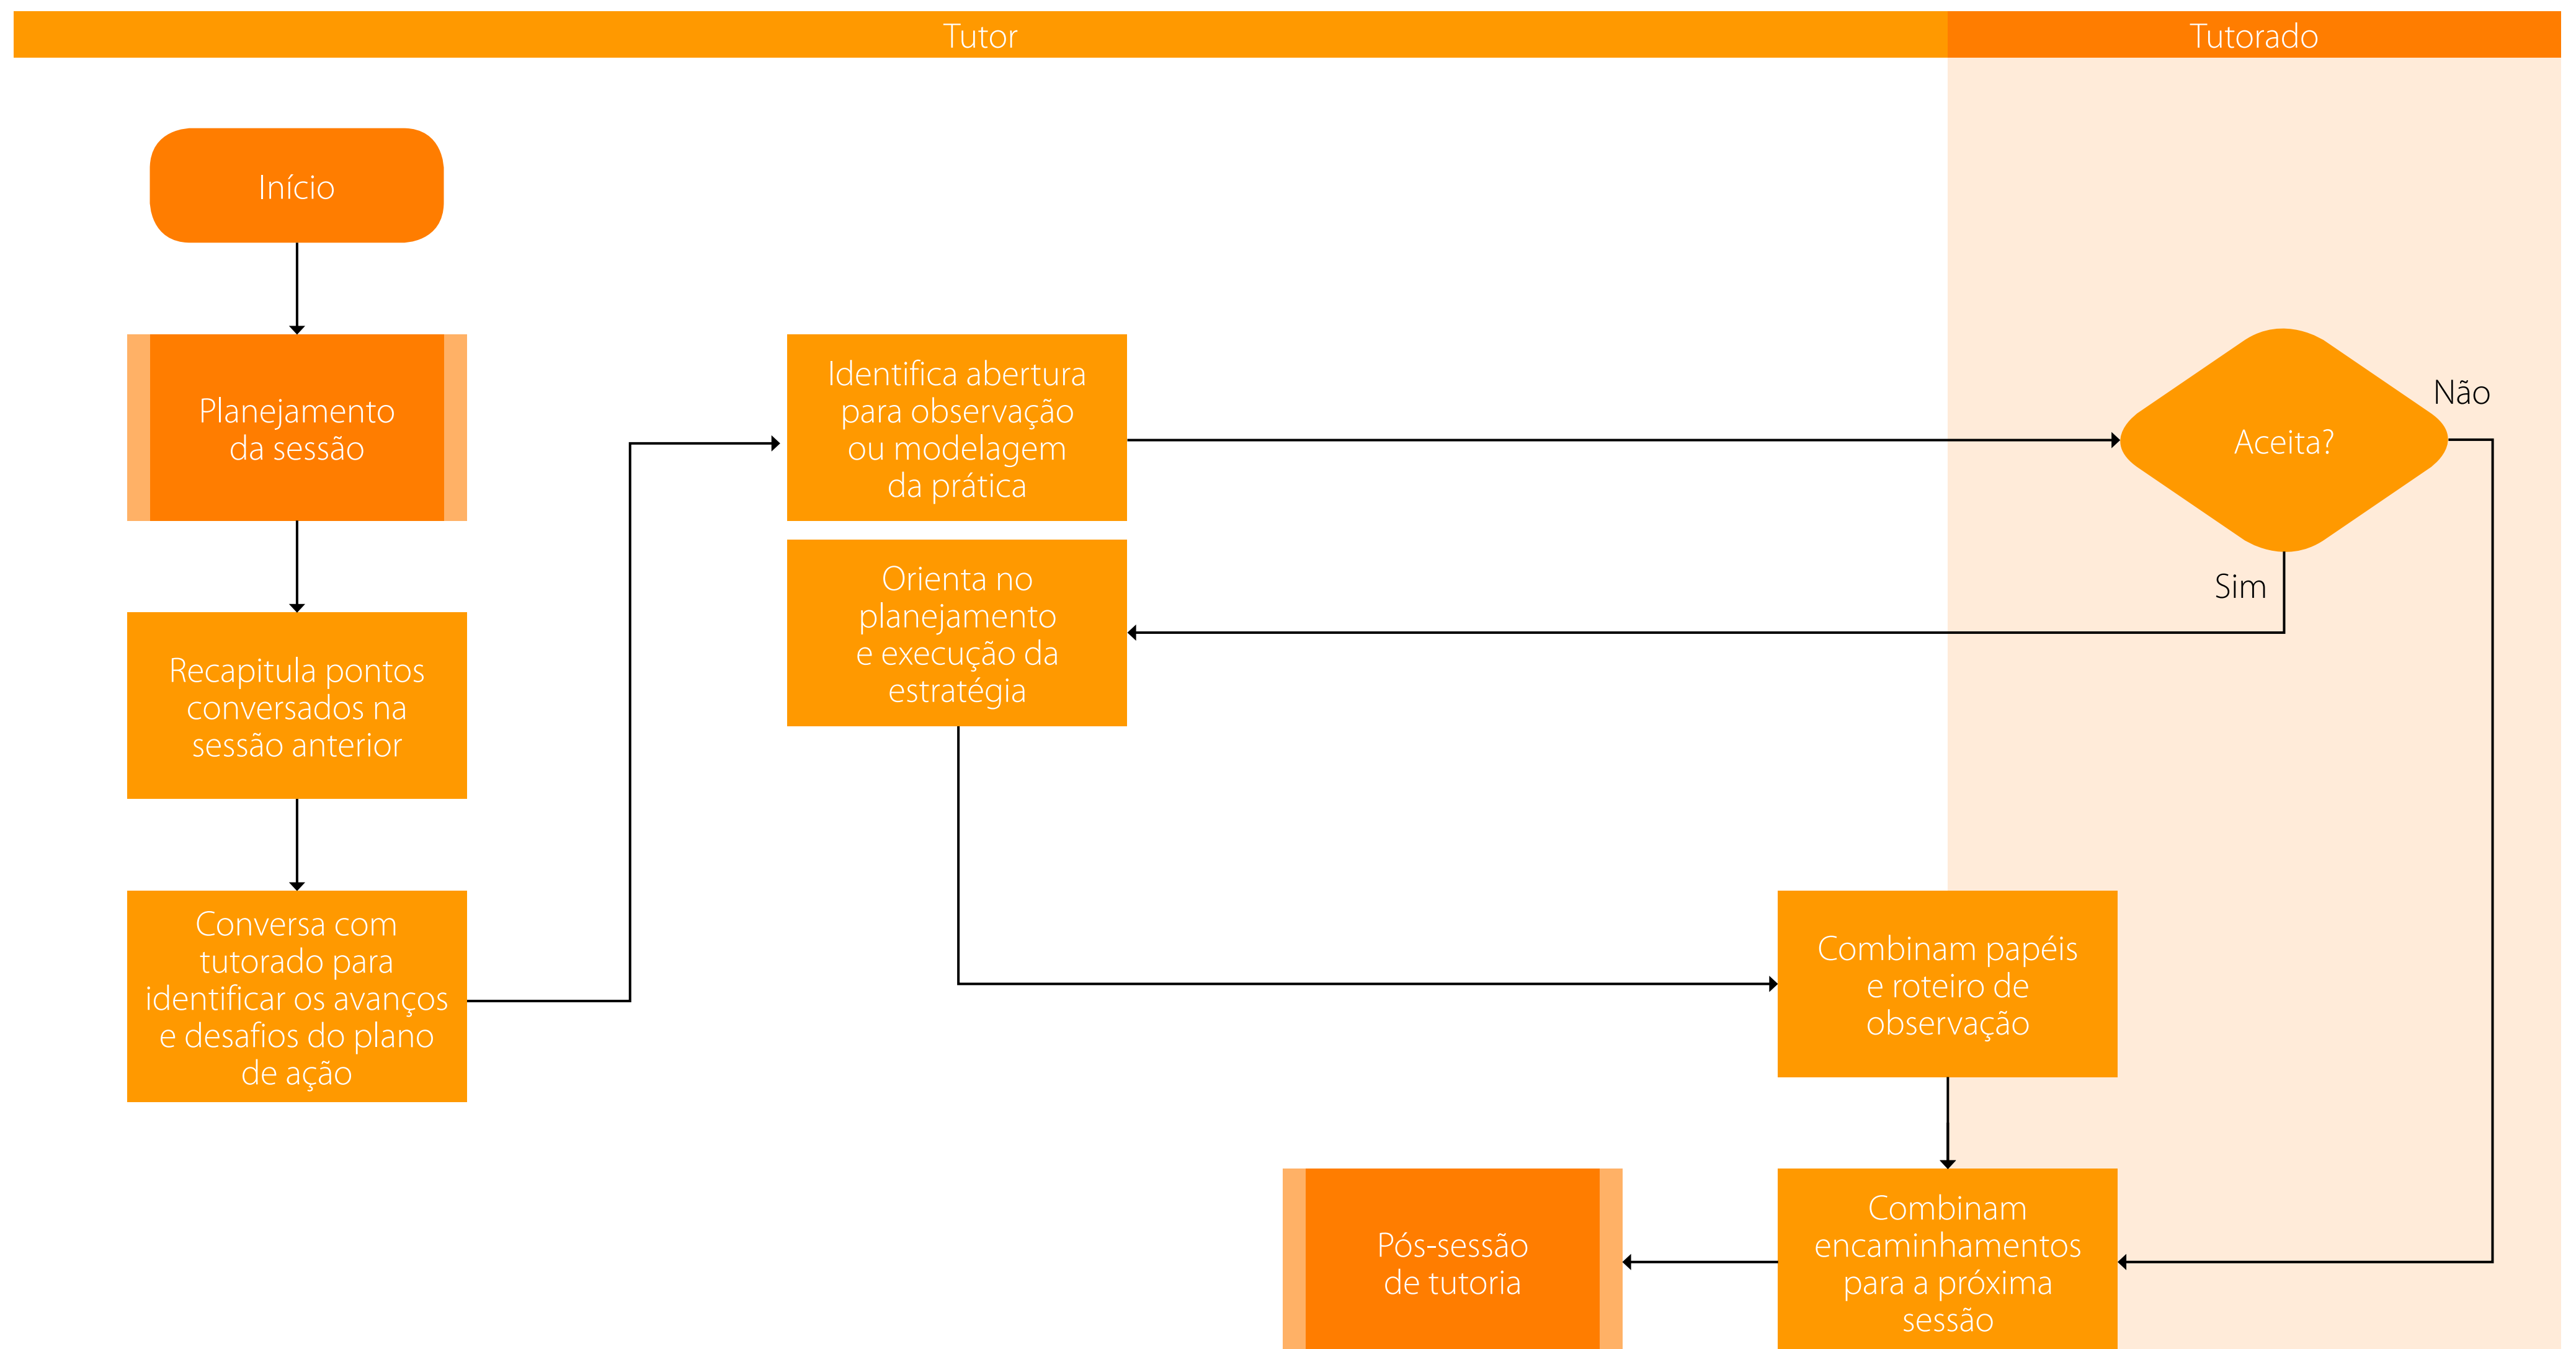 Tutor
Tutorado
Início
Planejamento
da sessão
Recapitula pontos
conversados na
sessão anterior
Conversa com
tutorado para
identificar os avanços
e desafios do plano
de ação
Identifica abertura
para observação
ou modelagem
da prática
Aceita?
Não
Sim
Orienta no
planejamento
e execução da
estratégia
Combinam papéis
e roteiro de
observação
Combinam
encaminhamentos
para a próxima
sessão
Pós-sessão
de tutoria